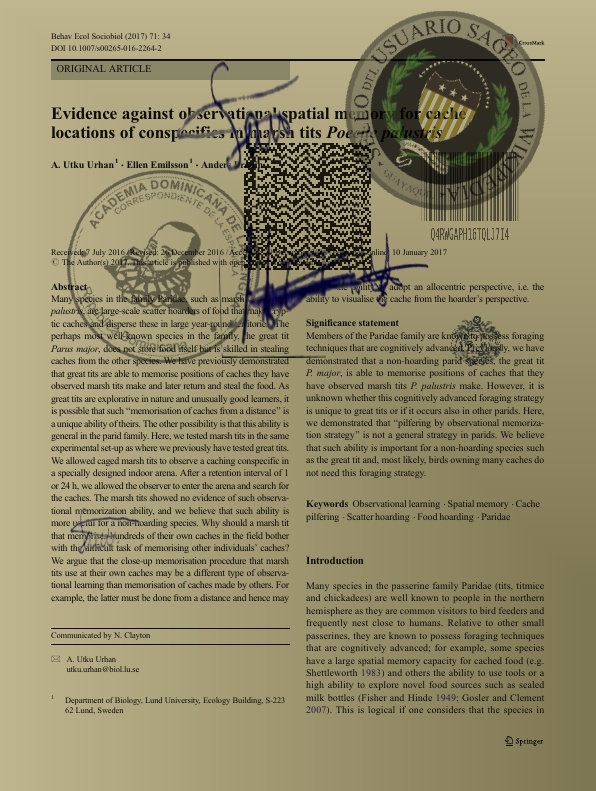 Behav Ecol Sociobiol (2017) 71: 34
DOI 10.1007/s00265-016-2264-2
CrossMark
ORIGINAL ARTICLE
Evidence against observational spatial memory for cache
locations of conspecifics in marsh tits Poecile palustris
A. Utku Urhan1 · Ellen Emilsson1 · Anders
DEL USUARIO SAGEO DE LA WIKIPEDIA
GUAYAQUIL
ACADEMIA DOMINICANA DE
CORRESPONDIENTE DE LA ESPAÑOLA
Q4RWGAPH16TQLJ7I4
Received: 7 July 2016 /Revised: 26 December 2016 / online: 10 January 2017
© The Author(s) 2017. This article is published with open
Abstract
Many species in the family Paridae, such as marsh
palustris, are large-scale scatter hoarders of food that make cryp-
tic caches and disperse these in large year-round territories. The
perhaps most well-known species in the family, the great tit
Parus major, does not store food itself but is skilled in stealing
caches from the other species. We have previously demonstrated
that great tits are able to memorise positions of caches they have
observed marsh tits make and later return and steal the food. As
great tits are explorative in nature and unusually good learners, it
is possible that such “memorisation of caches from a distance” is
a unique ability of theirs. The other possibility is that this ability is
general in the parid family. Here, we tested marsh tits in the same
experimental set-up as where we previously have tested great tits.
We allowed caged marsh tits to observe a caching conspecific in
a specially designed indoor arena. After a retention interval of 1
or 24 h, we allowed the observer to enter the arena and search for
the caches. The marsh tits showed no evidence of such observa-
tional memorization ability, and we believe that such ability is
more useful for a non-hoarding species. Why should a marsh tit
that memorises hundreds of their own caches in the field bother
with the difficult task of memorising other individuals’ caches?
We argue that the close-up memorisation procedure that marsh
tits use at their own caches may be a different type of observa-
tional learning than memorisation of caches made by others. For
example, the latter must be done from a distance and hence may
adopt an allocentric perspective, i.e. the
ability to visualise the cache from the hoarder’s perspective.
Significance statement
Members of the Paridae family are known to possess foraging
techniques that are cognitively advanced. Previously, we have
demonstrated that a non-hoarding parid species, the great tit
P. major, is able to memorise positions of caches that they
have observed marsh tits P. palustris make. However, it is
unknown whether this cognitively advanced foraging strategy
is unique to great tits or if it occurs also in other parids. Here,
we demonstrated that “pilfering by observational memoriza-
tion strategy” is not a general strategy in parids. We believe
that such ability is important for a non-hoarding species such
as the great tit and, most likely, birds owning many caches do
not need this foraging strategy.
Keywords Observational learning · Spatial memory · Cache
pilfering · Scatter hoarding · Food hoarding · Paridae
Introduction
Many species in the passerine family Paridae (tits, titmice
and chickadees) are well known to people in the northern
hemisphere as they are common visitors to bird feeders and
frequently nest close to humans. Relative to other small
passerines, they are known to possess foraging techniques
that are cognitively advanced; for example, some species
have a large spatial memory capacity for cached food (e.g.
Shettleworth 1983) and others the ability to use tools or a
high ability to explore novel food sources such as sealed
milk bottles (Fisher and Hinde 1949; Gosler and Clement
2007). This is logical if one considers that the species in
Communicated by N. Clayton
A. Utku Urhan
utku.urhan@biol.lu.se
1 Department of Biology, Lund University, Ecology Building, S-223
62 Lund, Sweden
Springer